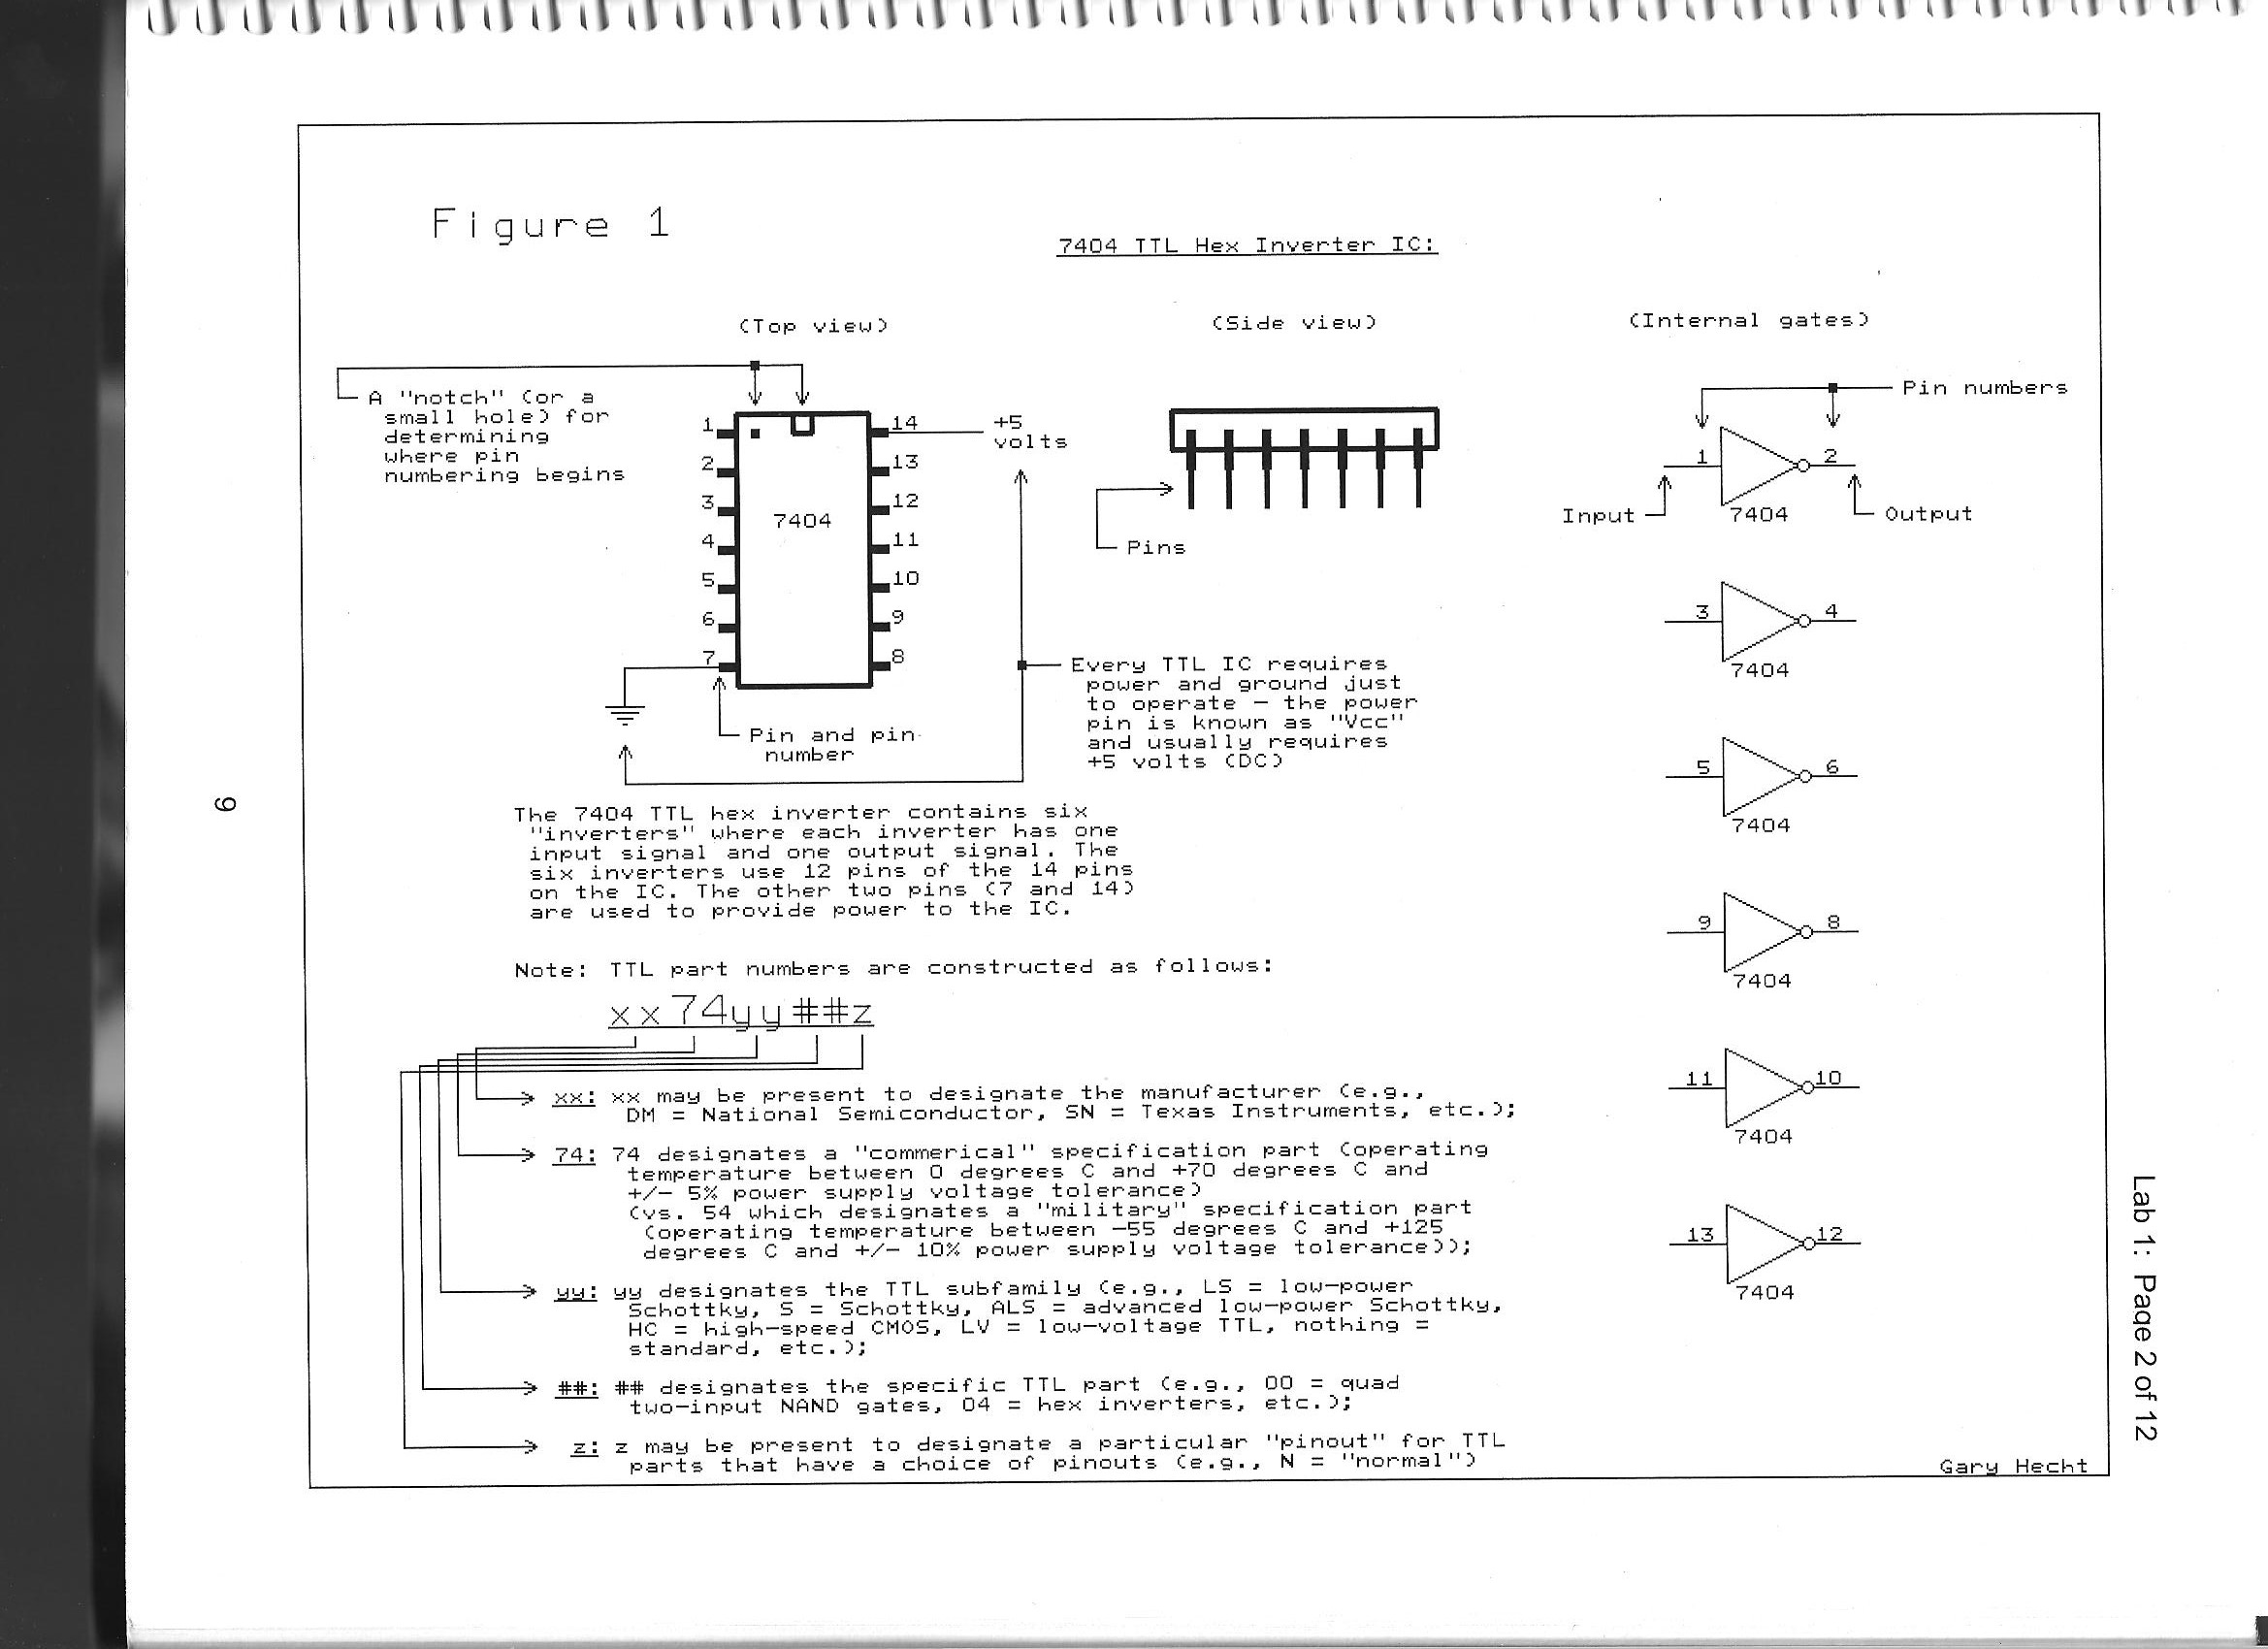 Figure 1
7404 TTL Hex Inverter IC:
(Top view)
(Side view)
(Internal gates)
A "notch" (or a
small hole) for
determining
where pin
numbering begins
1
2
3
4
5
6
7
7404
14
13
12
11
10
9
8
+5
volts
Pin and pin
number
Pins
Every TTL IC requires
power and ground just
to operate - the power
pin is known as "Vcc"
and usually requires
+5 volts (DC)
Pin numbers
1 2
Input 7404 Output
3 4
7404
5 6
7404
9 8
7404
11 10
7404
13 12
7404
The 7404 TTL hex inverter contains six
"inverters" where each inverter has one
input signal and one output signal. The
six inverters use 12 pins of the 14 pins
on the IC. The other two pins (7 and 14)
are used to provide power to the IC.
Note: TTL part numbers are constructed as follows:
xx74yy##z
xx: xx may be present to designate the manufacturer (e.g.,
DM = National Semiconductor, SN = Texas Instruments, etc.);
74: 74 designates a "commerical" specification part (operating
temperature between 0 degrees C and +70 degrees C and
+/- 5% power supply voltage tolerance)
(vs. 54 which designates a "military" specification part
(operating temperature between -55 degrees C and +125
degrees C and +/- 10% power supply voltage tolerance));
yy: yy designates the TTL subfamily (e.g., LS = low-power
Schottky, S = Schottky, ALS = advanced low-power Schottky,
HC = high-speed CMOS, LV = low-voltage TTL, nothing =
standard, etc.);
##: ## designates the specific TTL part (e.g., 00 = quad
two-input NAND gates, 04 = hex inverters, etc.);
z: z may be present to designate a particular "pinout" for TTL
parts that have a choice of pinouts (e.g., N = "normal")
Gary Hecht
Lab 1: Page 2 of 12
9